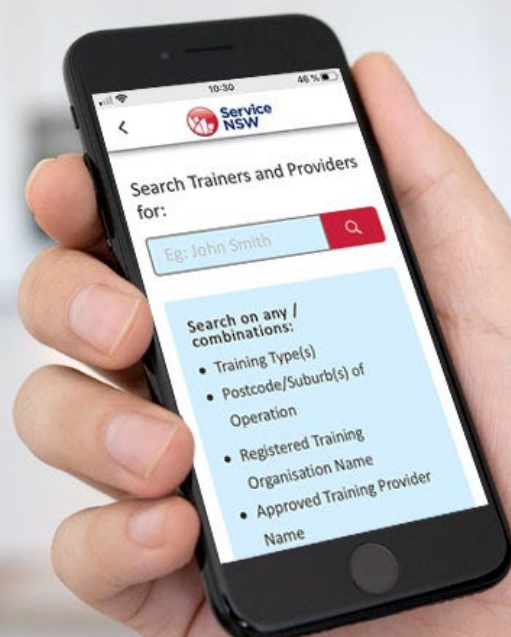 10:30
46 %
Service
NSW
Search Trainers and Providers
for:
Eg: John Smith
Search on any /
combinations:
• Training Type(s)
• Postcode/Suburb(s) of
Operation
• Registered Training
Organisation Name
• Approved Training Provider
Name